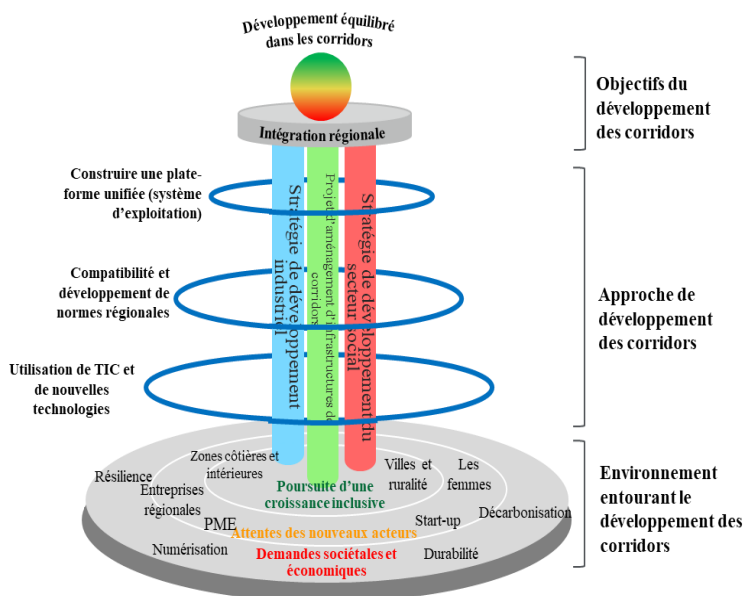 Développement équilibré
dans les corridors
Intégration régionale
Objectifs du
développement
des corridors
Construire une plate-
forme unifiée (système
d'exploitation)
Compatibilité et
développement de
normes régionales
Utilisation de TIC et
de nouvelles
technologies
Stratégie de développement
industriel
Projet d'aménagement d'infrastructures de
corridors
Stratégie de développement du
secteur social
Approche de
développement
des corridors
Zones côtières et
intérieures
Villes et
ruralité
Les
femmes
Résilience
Entreprises
régionales
Poursuite d'une
croissance inclusive
Décarbonisation
PME
Start-up
Attentes des nouveaux acteurs
Numérisation
Demandes sociétales et
économiques
Durabilité
Environnement
entourant le
développement des
corridors